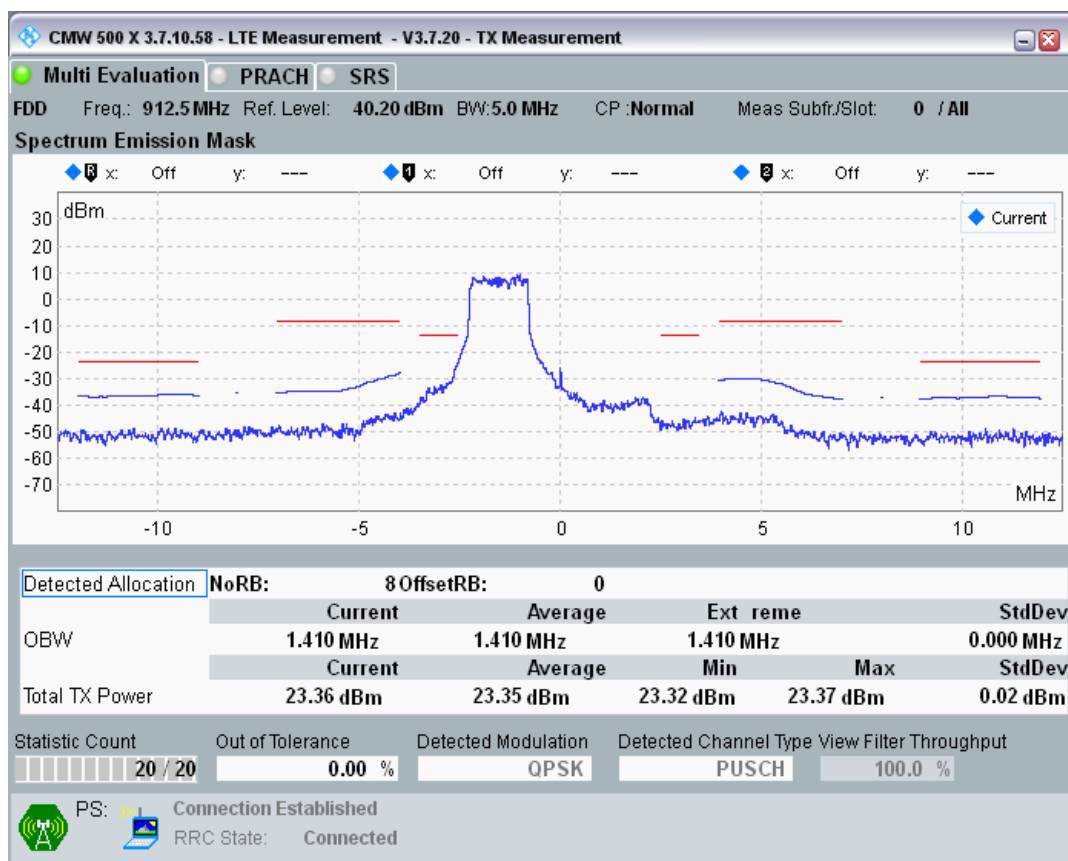 CMW 500 X 3.7.10.58 - LTE Measurement - V3.7.20 - TX Measurement
Multi Evaluation PRACH SRS
FDD Freq.: 912.5 MHz Ref. Level: 40.20 dBm BW:5.0 MHz CP :Normal Meas Subfr./Slot: 0 / All
Spectrum Emission Mask
R x: Off y: --- 1 x: Off y: --- 2 x: Off y: ---
dBm
Current
30
20
10
0
-10
-20
-30
-40
-50
-60
-70
MHz
-10 -5 0 5 10
Detected Allocation NoRB: 8 OffsetRB: 0
Current Average Ext reme StdDev
OBW 1.410 MHz 1.410 MHz 1.410 MHz 0.000 MHz
Current Average Min Max StdDev
Total TX Power 23.36 dBm 23.35 dBm 23.32 dBm 23.37 dBm 0.02 dBm
Statistic Count Out of Tolerance Detected Modulation Detected Channel Type View Filter Throughput
20 / 20 0.00 % QPSK PUSCH 100.0 %
PS: Connection Established
RRC State: Connected